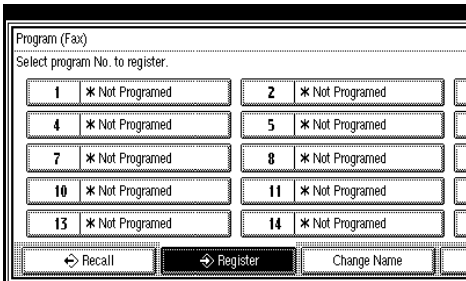 Program (Fax)
Select program No. to register.
1 * Not Programed 2 * Not Programed
4 * Not Programed 5 * Not Programed
7 * Not Programed 8 * Not Programed
10 * Not Programed 11 * Not Programed
13 * Not Programed 14 * Not Programed
Recall Register Change Name